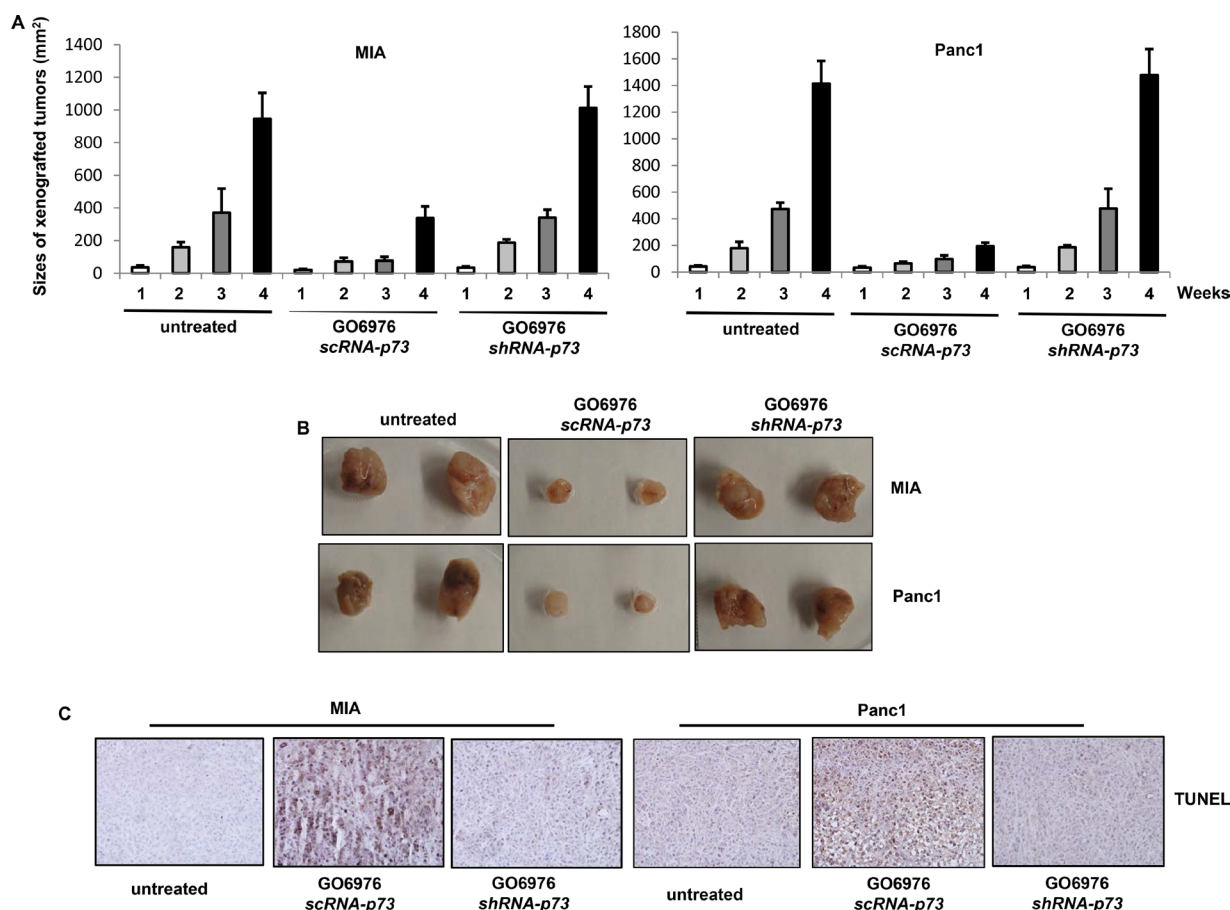 A
MIA
Panc1
Sizes of xenografted tumors (mm²)
1400
1200
1000
800
600
400
200
0
1800
1600
1400
1200
1000
800
600
400
200
0
1 2 3 4 1 2 3 4 1 2 3 4
1 2 3 4 1 2 3 4 1 2 3 4 Weeks
untreated GO6976 GO6976
scRNA-p73 shRNA-p73
untreated GO6976 GO6976
scRNA-p73 shRNA-p73
B
untreated GO6976 GO6976
scRNA-p73 shRNA-p73
MIA
Panc1
C
MIA Panc1
TUNEL
untreated GO6976 GO6976 untreated GO6976 GO6976
scRNA-p73 shRNA-p73 scRNA-p73 shRNA-p73